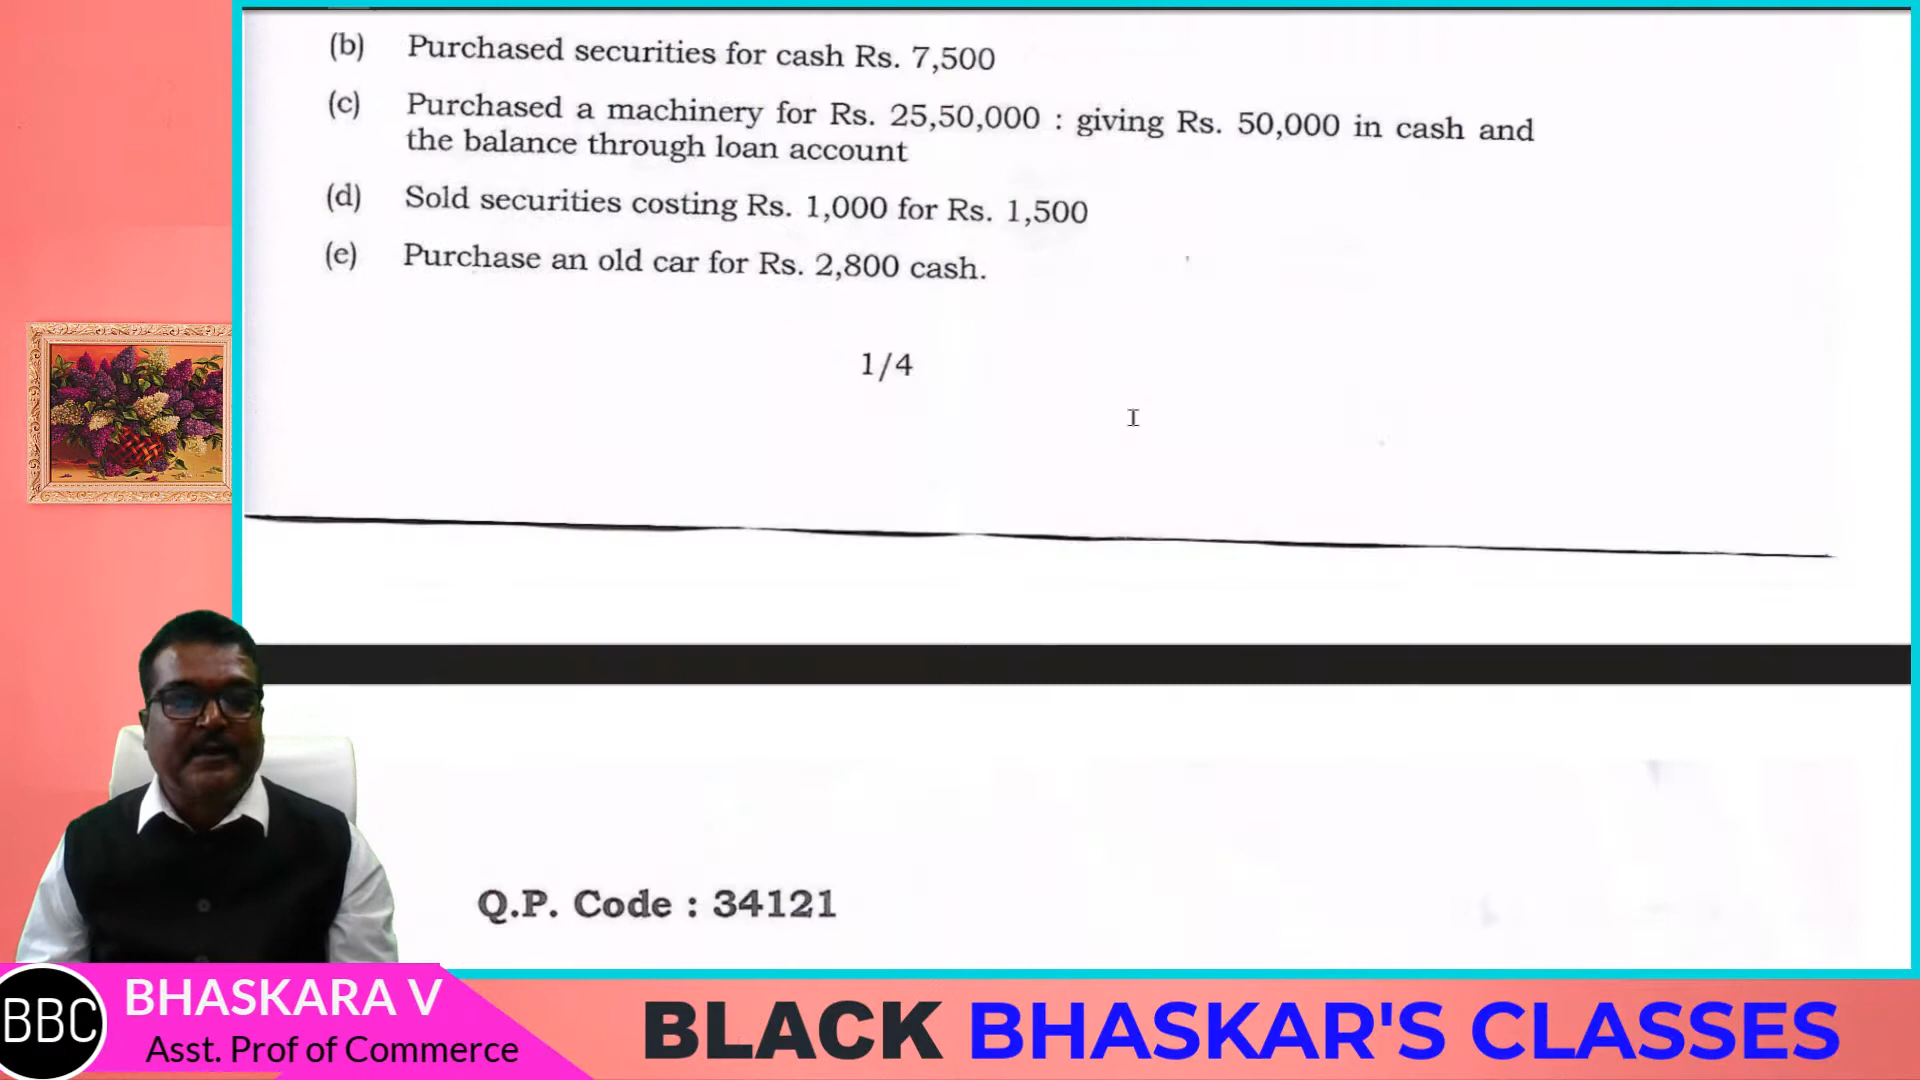 (b) Purchased securities for cash Rs. 7,500
(c) Purchased a machinery for Rs. 25,50,000 : giving Rs. 50,000 in cash and
the balance through loan account
(d) Sold securities costing Rs. 1,000 for Rs. 1,500
(e) Purchase an old car for Rs. 2,800 cash.
1/4
Q.P. Code : 34121
BBC
BHASKARA V
Asst. Prof of Commerce
BLACK BHASKAR'S CLASSES